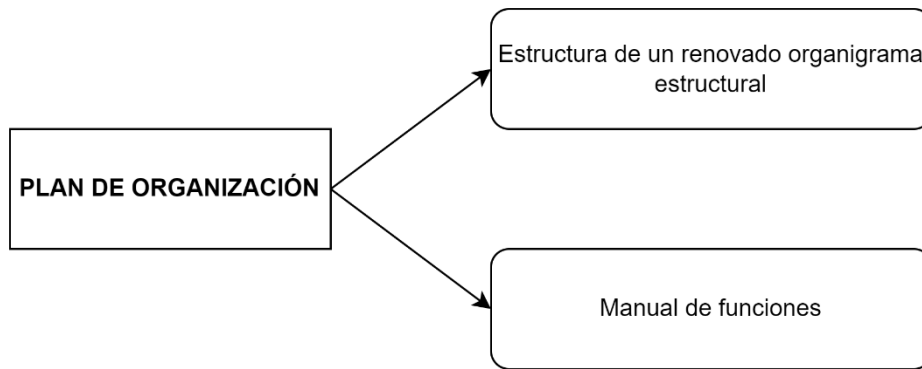 Estructura de un renovado organigrama
estructural
PLAN DE ORGANIZACIÓN
Manual de funciones